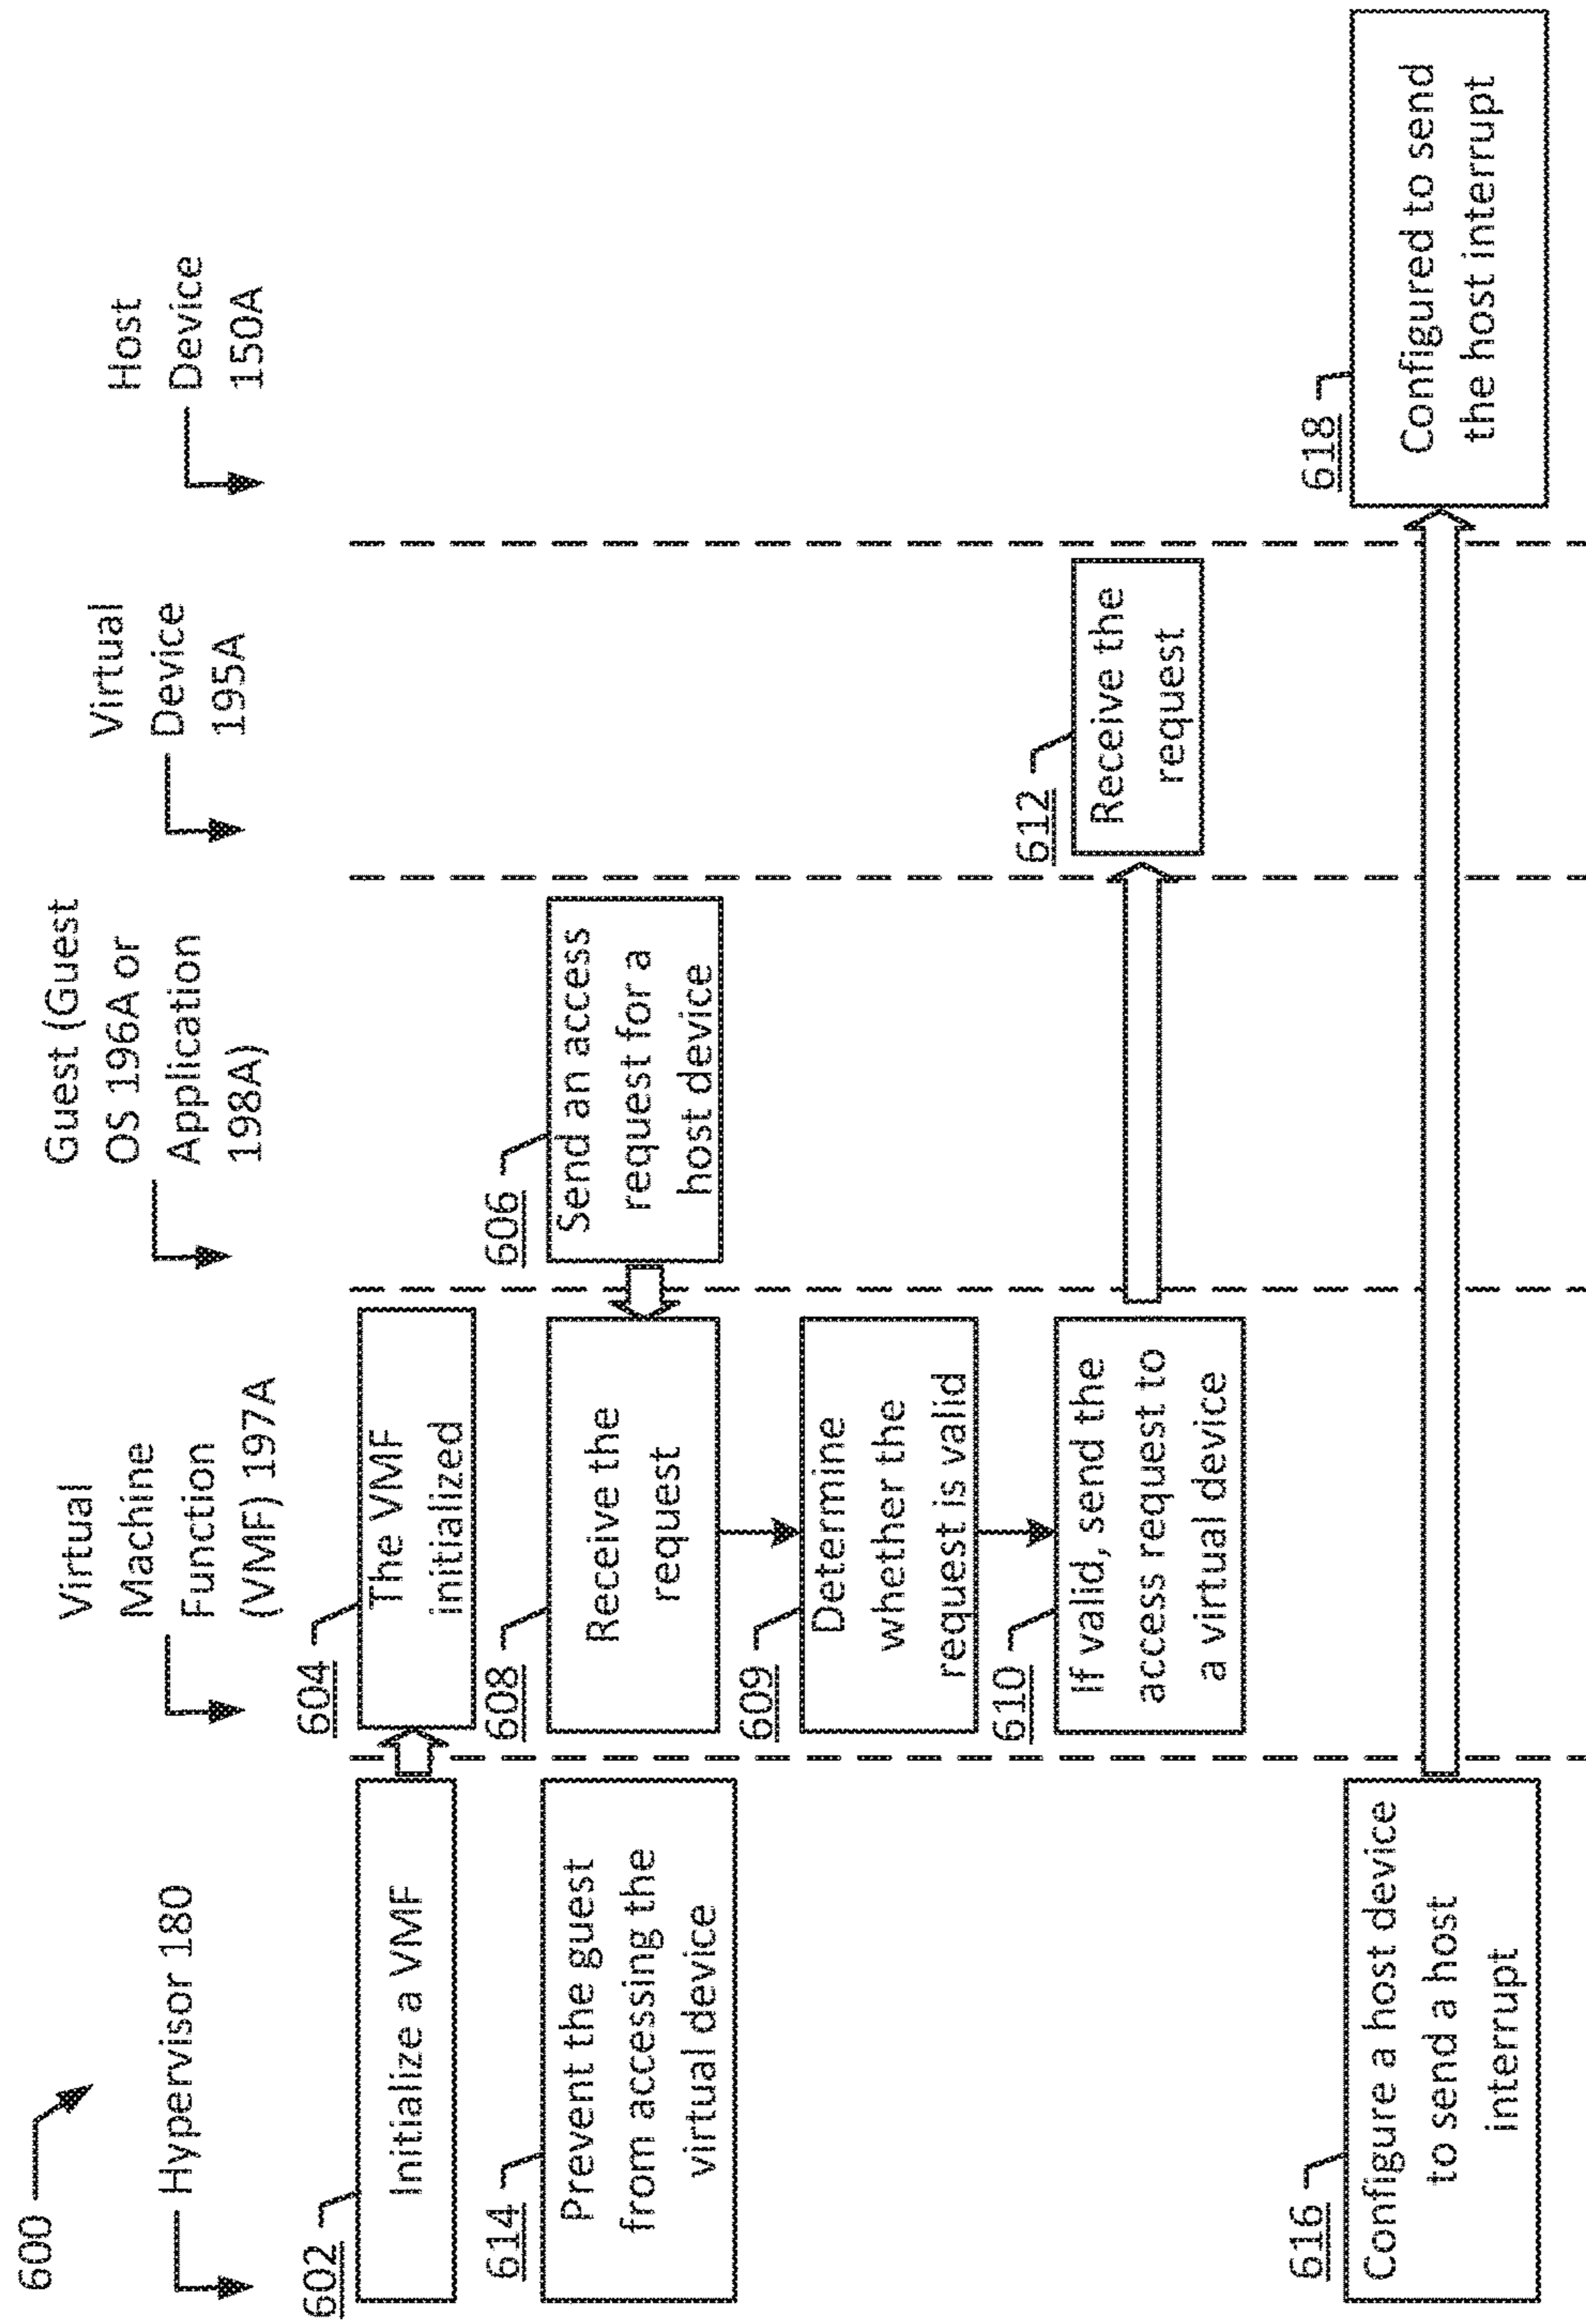 600
Hypervisor 180
Virtual
Machine
Function
(VMF) 197A
Guest (Guest
OS 196A or
Application
198A)
Virtual
Device
195A
Host
Device
150A
602
Initialize a VMF
604
The VMF
initialized
614
Prevent the guest
from accessing the
virtual device
608
Receive the
request
606
Send an access
request for a
host device
609
Determine
whether the
request is valid
610
If valid, send the
access request to
a virtual device
612
Receive the
request
616
Configure a host device
to send a host
interrupt
618
Configured to send
the host interrupt